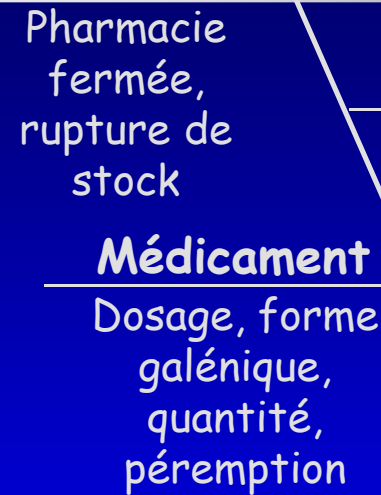 Pharmacie
fermée,
rupture de
stock
Médicament
Dosage, forme
galénique,
quantité,
péremption